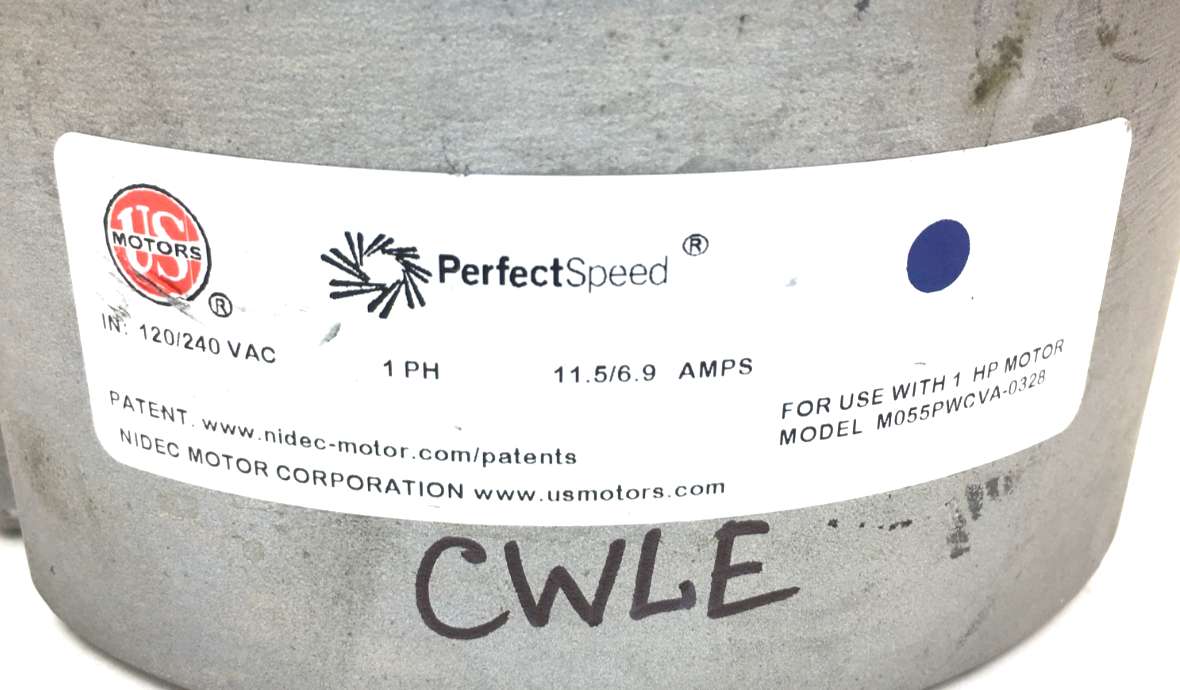 US
MOTORS
®
PerfectSpeed ®
IN: 120/240 VAC 1 PH 11.5/6.9 AMPS
FOR USE WITH 1 HP MOTOR
MODEL M055PWCVA-0328
PATENT. www.nidec-motor.com/patents
NIDEC MOTOR CORPORATION www.usmotors.com
CWLE